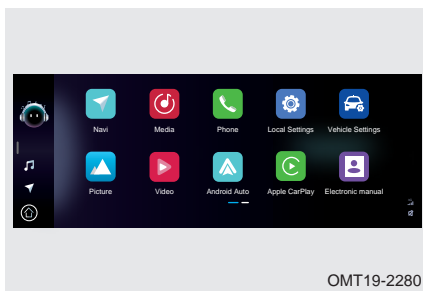 Navi Media Phone Local Settings Vehicle Settings
Picture Video Android Auto Apple CarPlay Electronic manual
OMT19-2280